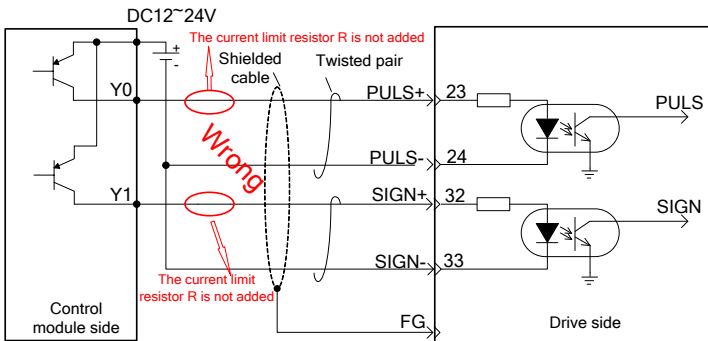 DC12~24V
The current limit resistor R is not added
+
-
Shielded
cable
Twisted pair
Y0
PULS+
23
PULS
Wrong
PULS-
24
Y1
SIGN+
32
SIGN
The current limit
resistor R is not added
SIGN-
33
Control
module side
FG
Drive side